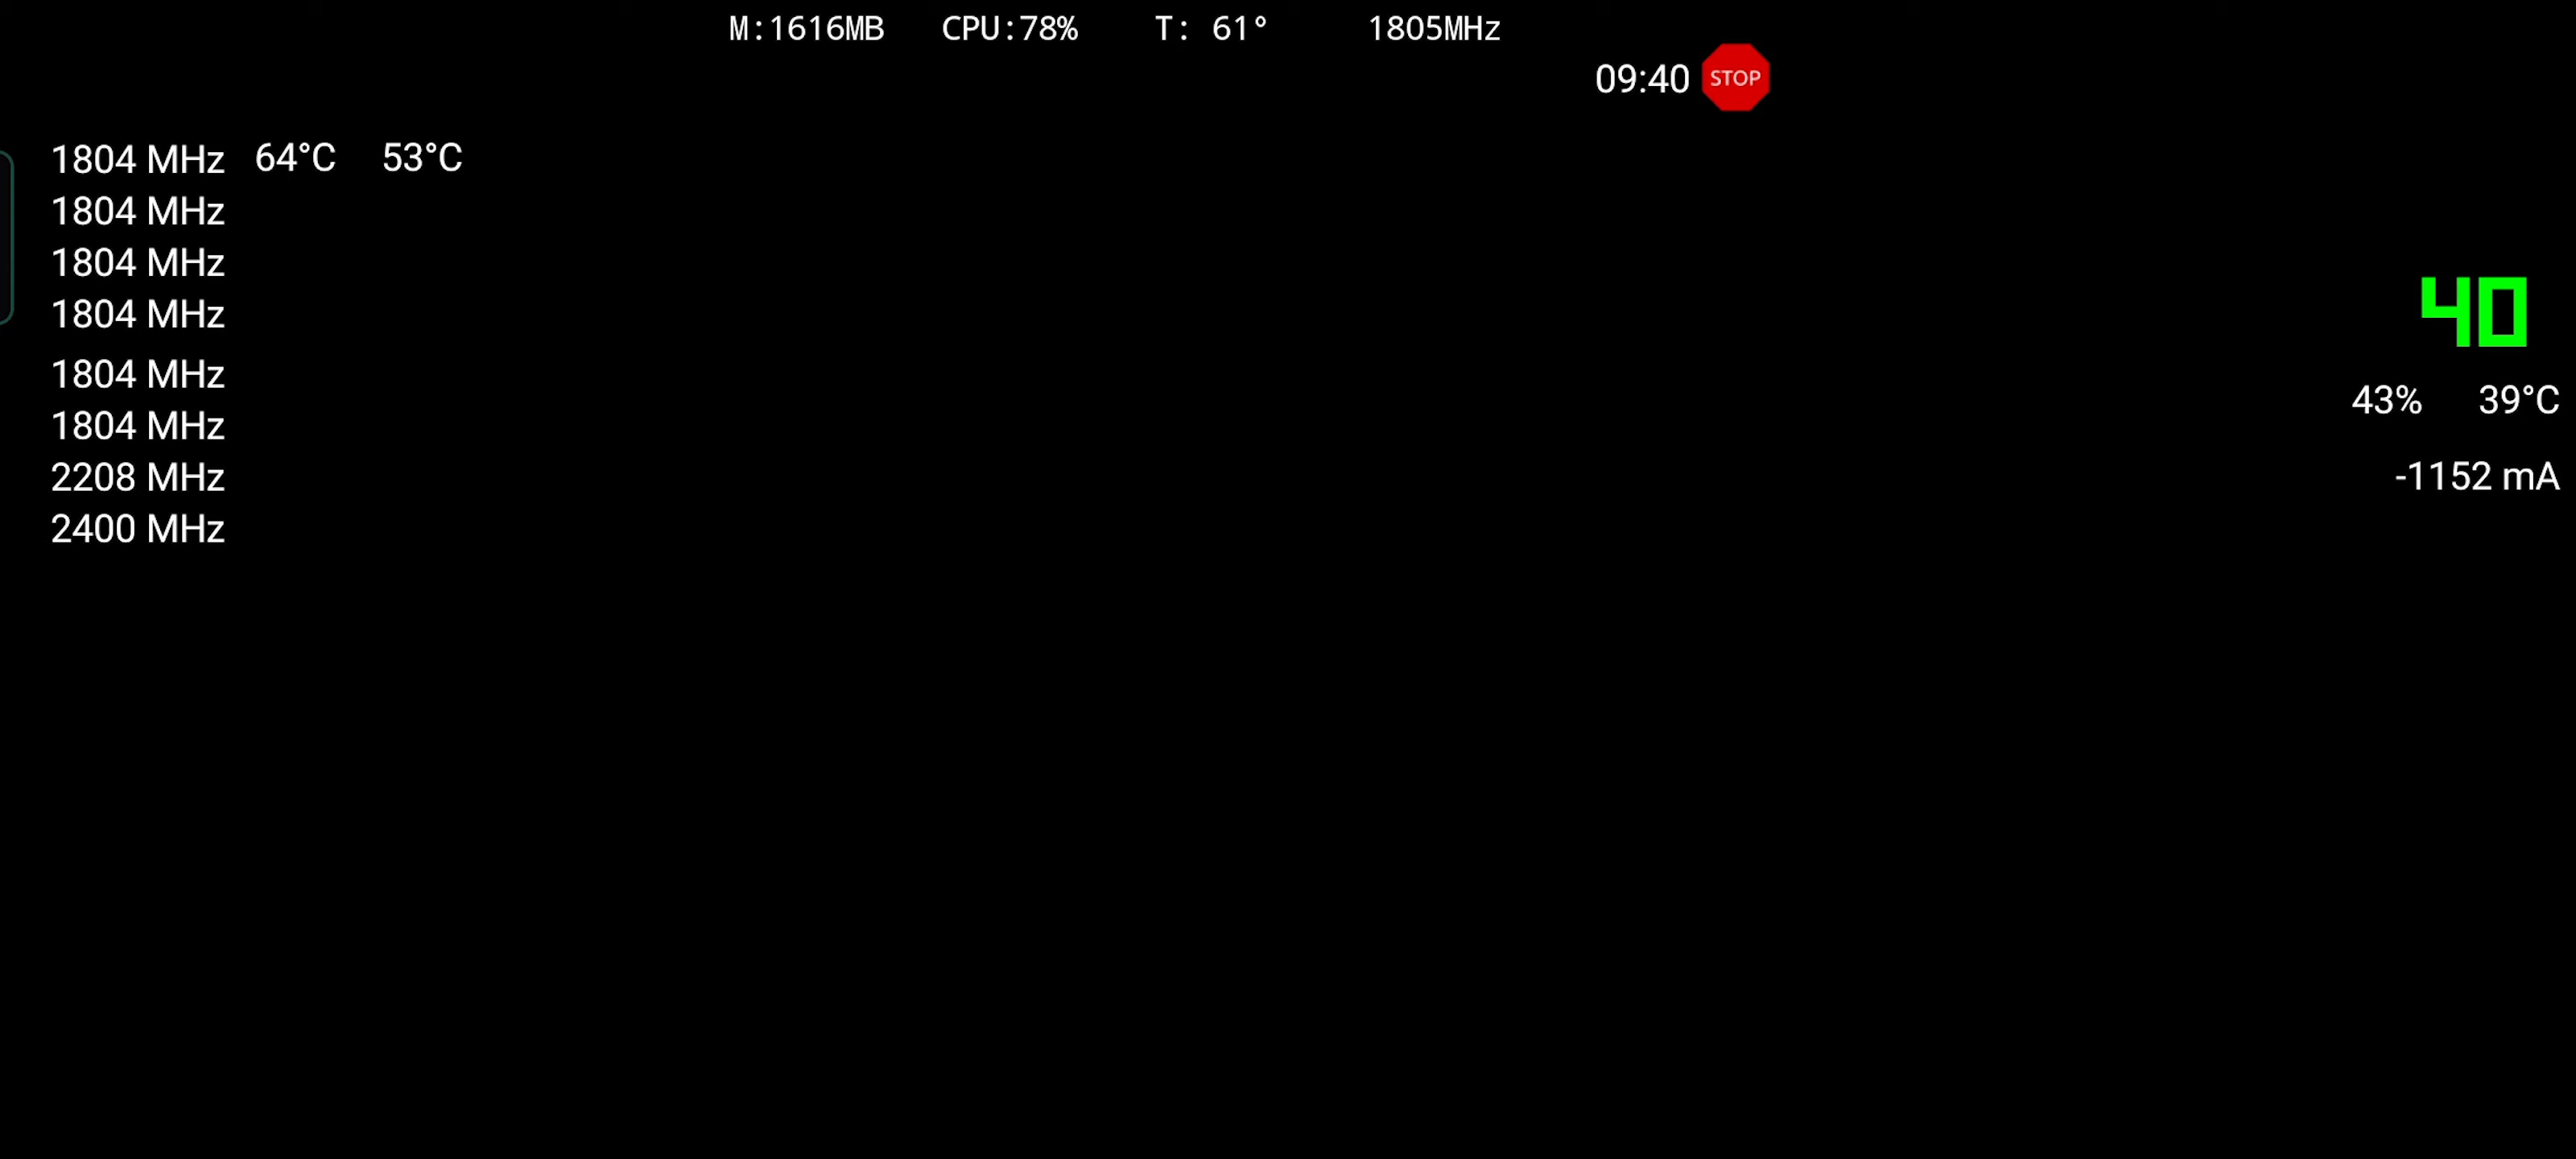 M:1616MB CPU:78% T: 61° 1805MHz
09:40 STOP
1804 MHz 64°C 53°C
1804 MHz
1804 MHz
1804 MHz
1804 MHz
1804 MHz
2208 MHz
2400 MHz
40
43% 39°C
-1152 mA